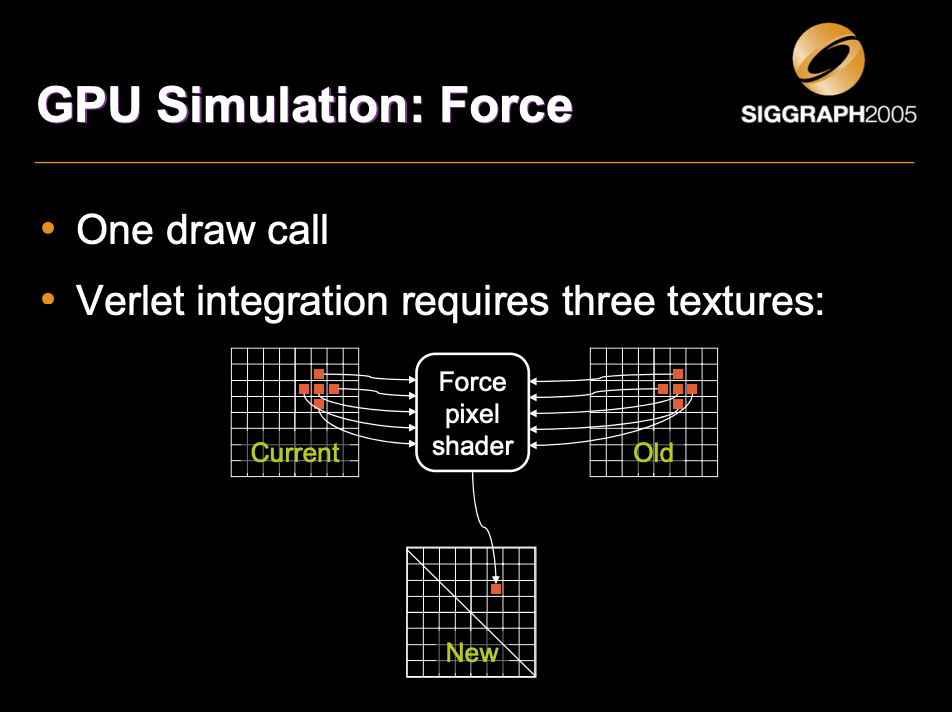 SIGGRAPH2005
GPU Simulation: Force
• One draw call
• Verlet integration requires three textures:
Force
pixel
shader
Current
Old
New